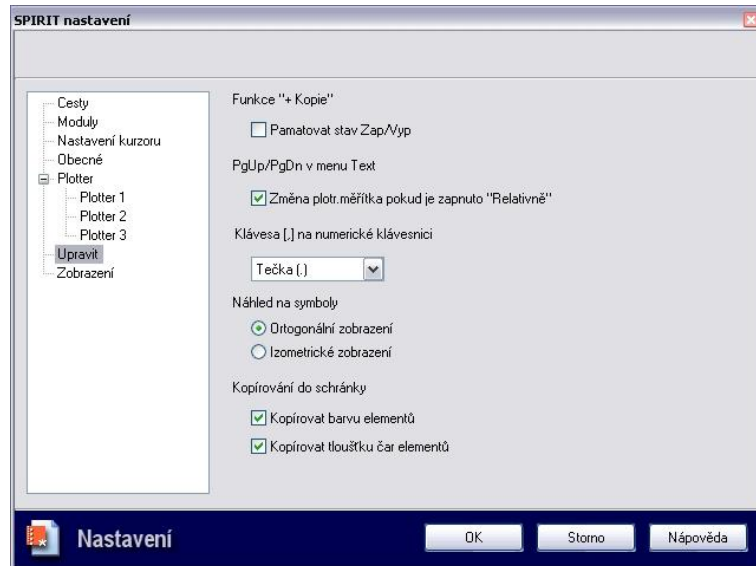 SPIRIT nastavení
Cesty
Moduly
Nastavení kurzoru
Obecné
Plotter
Plotter 1
Plotter 2
Plotter 3
Upravit
Zobrazení
Funkce "+ Kopie"
Pamatovat stav Zap/Vyp
PgUp/PgDn v menu Text
Změna plotr.měřítka pokud je zapnuto "Relativně"
Klávesa [,] na numerické klávesnici
Tečka (.)
Náhled na symboly
Ortogonální zobrazení
Izometrické zobrazení
Kopírování do schránky
Kopírovat barvu elementů
Kopírovat tloušťku čar elementů
Nastavení
OK
Storno
Nápověda